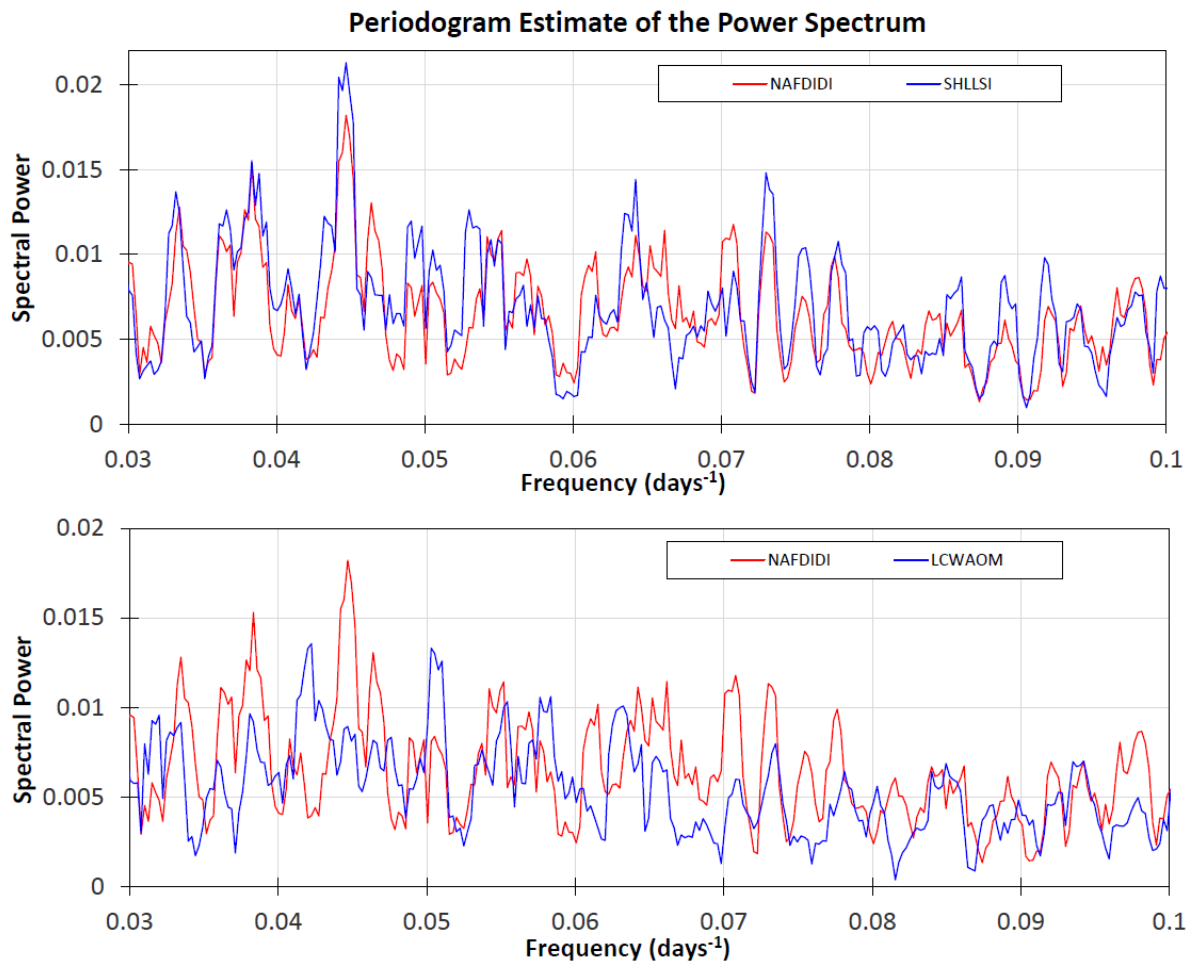 Periodogram Estimate of the Power Spectrum
NAFDIDI SHLLSI
Spectral Power
0.02
0.015
0.01
0.005
0
0.03 0.04 0.05 0.06 0.07 0.08 0.09 0.1
Frequency (days⁻¹)
NAFDIDI LCWAOM
Spectral Power
0.02
0.015
0.01
0.005
0
0.03 0.04 0.05 0.06 0.07 0.08 0.09 0.1
Frequency (days⁻¹)